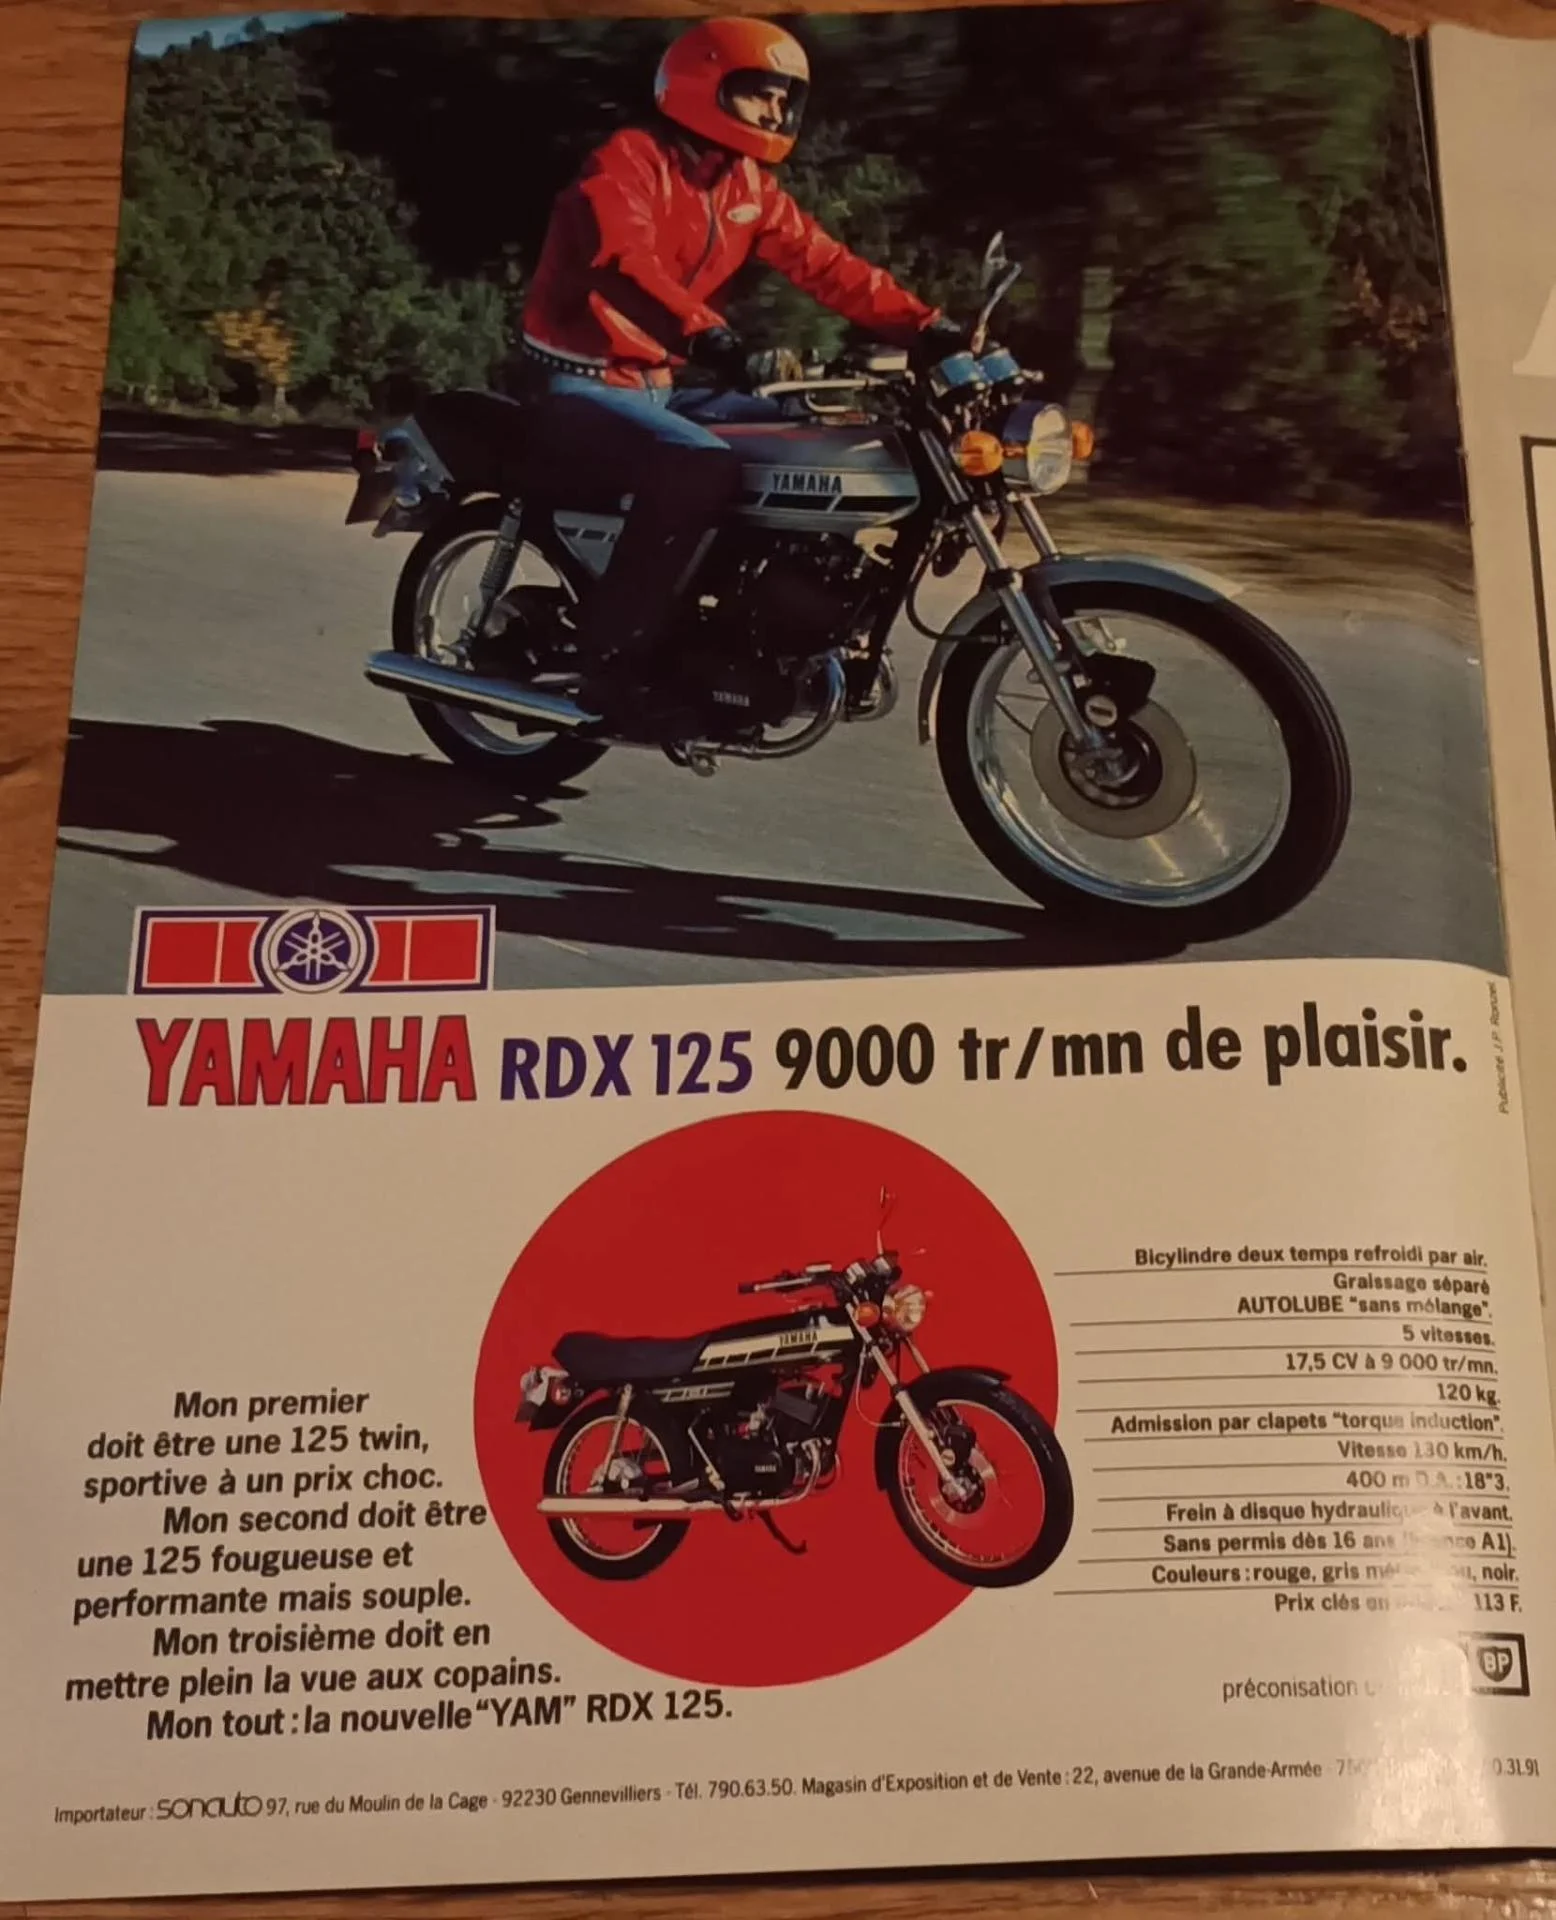 YAMAHA
YAMAHA
YAMAHA RDX 125 9000 tr/mn de plaisir.
Publicité J.P. Ronzel
YAMAHA
YAMAHA
Mon premier
doit être une 125 twin,
sportive à un prix choc.
Mon second doit être
une 125 fougueuse et
performante mais souple.
Mon troisième doit en
mettre plein la vue aux copains.
Mon tout : la nouvelle "YAM" RDX 125.
Bicylindre deux temps refroidi par air.
Graissage séparé
AUTOLUBE "sans mélange".
5 vitesses.
17,5 CV à 9 000 tr/mn.
120 kg.
Admission par clapets "torque induction".
Vitesse 130 km/h.
400 m D.A. : 18"3.
Frein à disque hydraulique à l'avant.
Sans permis dès 16 ans A1).
Couleurs : rouge, gris noir.
Prix clés en 113 F.
préconisation
BP
Importateur : sonauto 97, rue du Moulin de la Cage - 92230 Gennevilliers - Tél. 790.63.50. Magasin d'Exposition et de Vente : 22, avenue de la Grande-Armée - 0.31.91